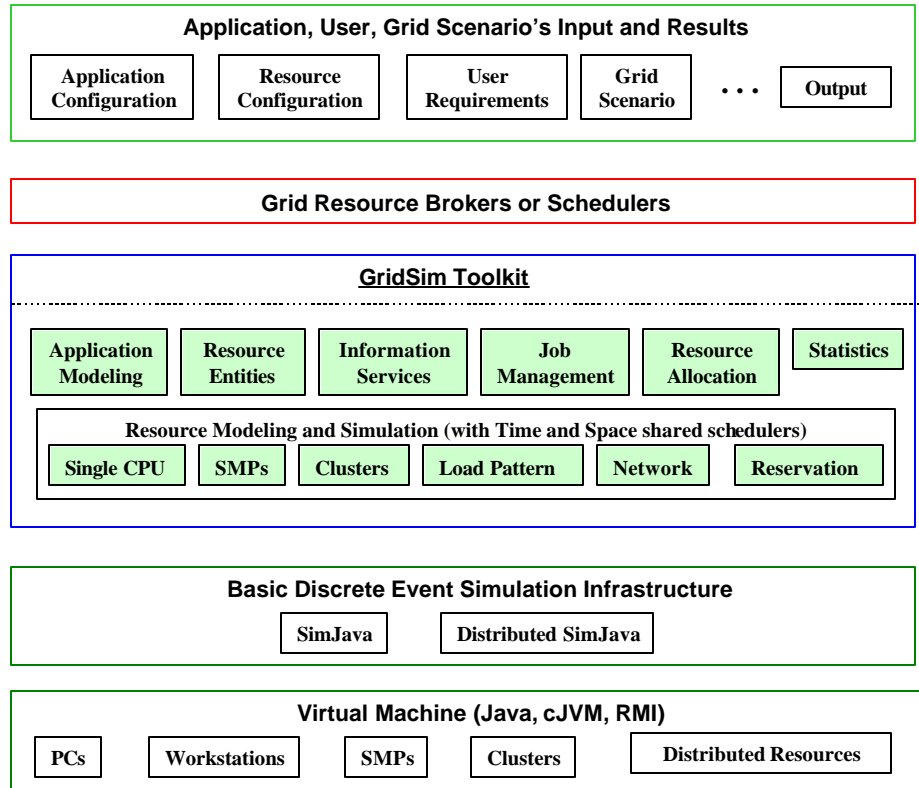 Application, User, Grid Scenario's Input and Results
Application
Configuration
Resource
Configuration
User
Requirements
Grid
Scenario
. . .
Output
Grid Resource Brokers or Schedulers
GridSim Toolkit
Application
Modeling
Resource
Entities
Information
Services
Job
Management
Resource
Allocation
Statistics
Resource Modeling and Simulation (with Time and Space shared schedulers)
Single CPU
SMPs
Clusters
Load Pattern
Network
Reservation
Basic Discrete Event Simulation Infrastructure
SimJava
Distributed SimJava
Virtual Machine (Java, cJVM, RMI)
PCs
Workstations
SMPs
Clusters
Distributed Resources